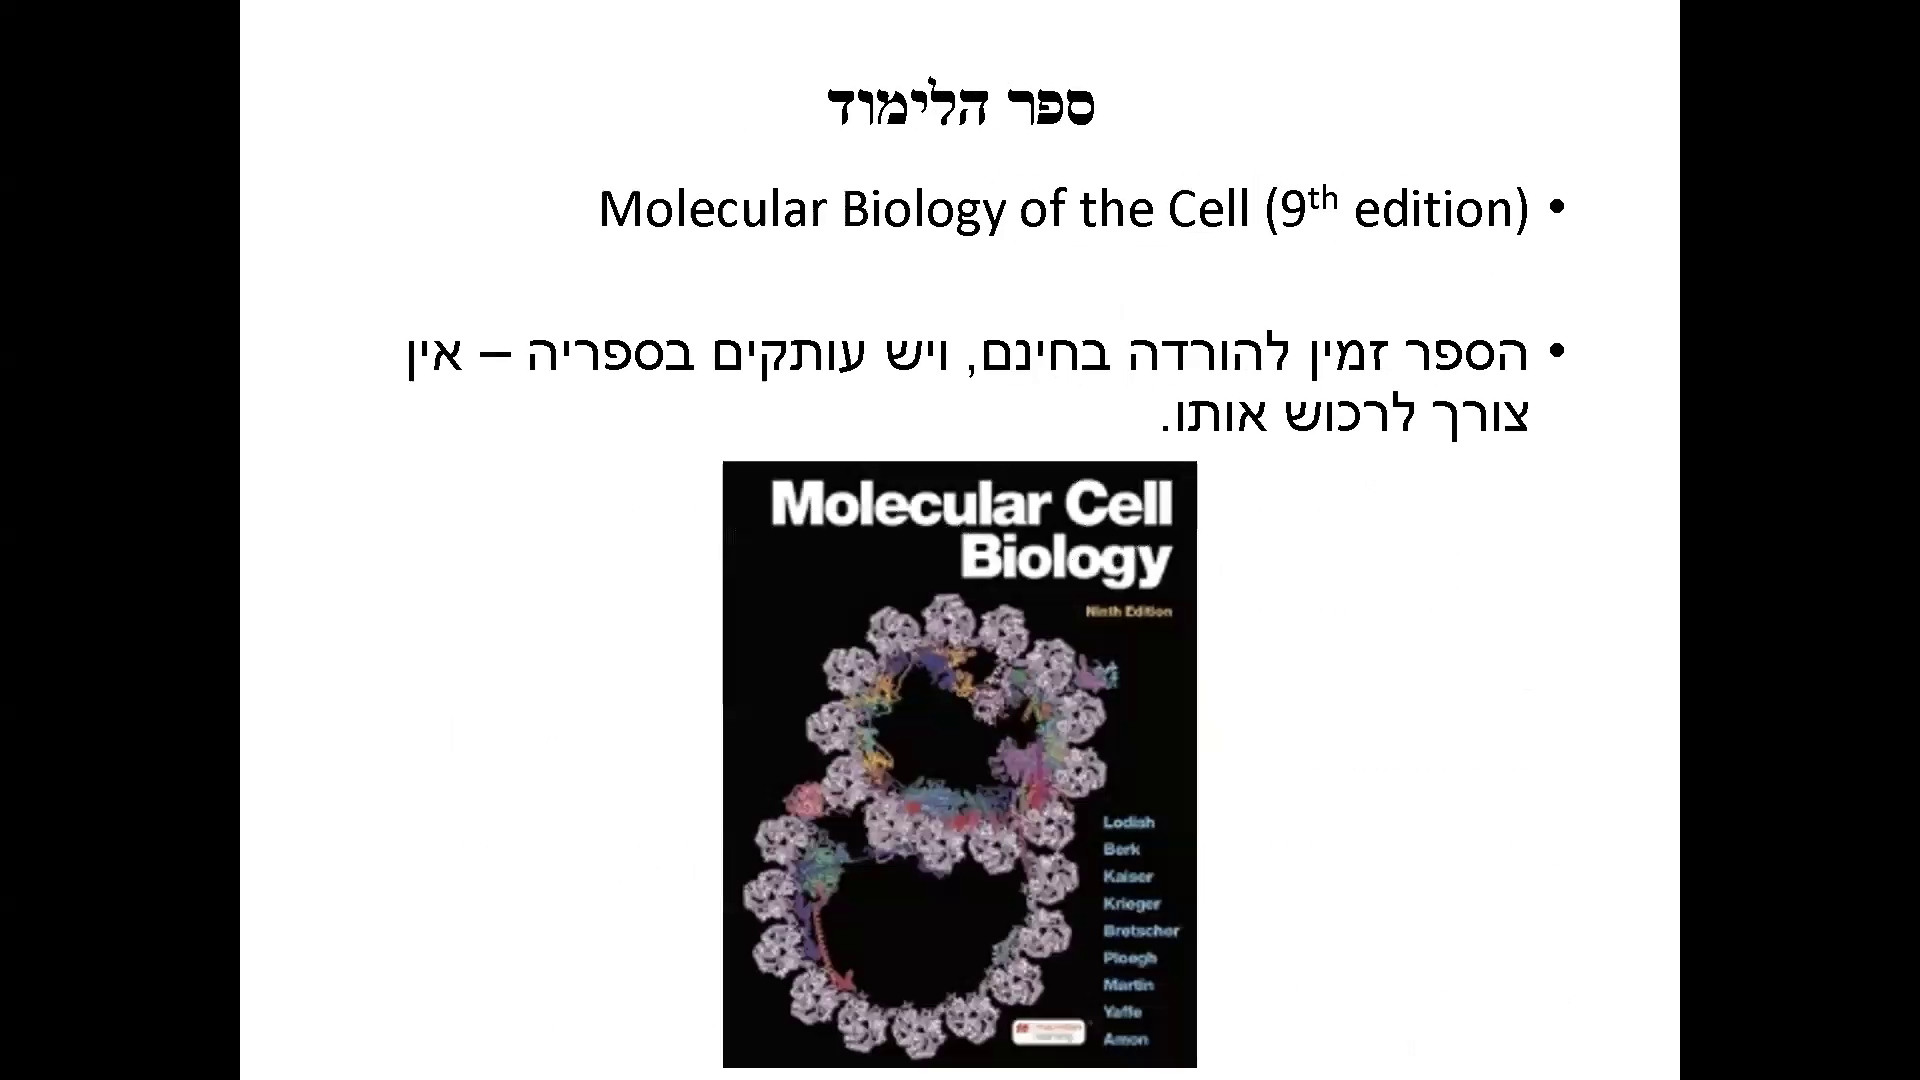 ספר הלימוד
• Molecular Biology of the Cell (9th edition)
• הספר זמין להורדה בחינם, ויש עותקים בספריה – אין
צורך לרכוש אותו.
Molecular Cell
Biology
Ninth Edition
Lodish
Berk
Kaiser
Krieger
Bretscher
Ploegh
Martin
Yaffe
Amon